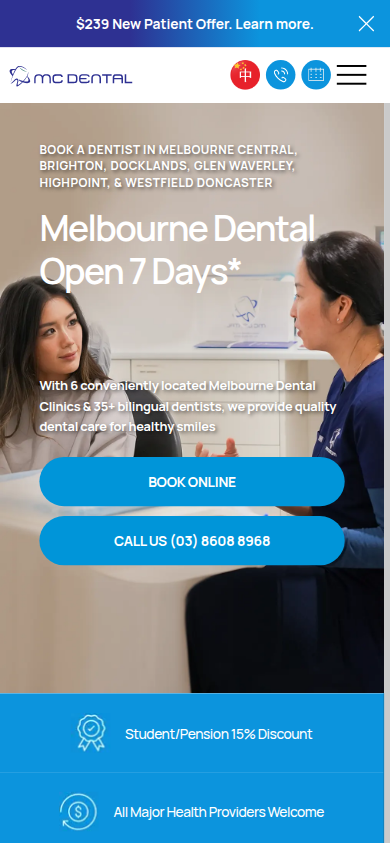 $239 New Patient Offer. Learn more.
MC DENTAL
中
BOOK A DENTIST IN MELBOURNE CENTRAL,
BRIGHTON, DOCKLANDS, GLEN WAVERLEY,
HIGHPOINT, & WESTFIELD DONCASTER
Melbourne Dental
Open 7 Days*
With 6 conveniently located Melbourne Dental
Clinics & 35+ bilingual dentists, we provide quality
dental care for healthy smiles
BOOK ONLINE
CALL US (03) 8608 8968
Student/Pension 15% Discount
All Major Health Providers Welcome